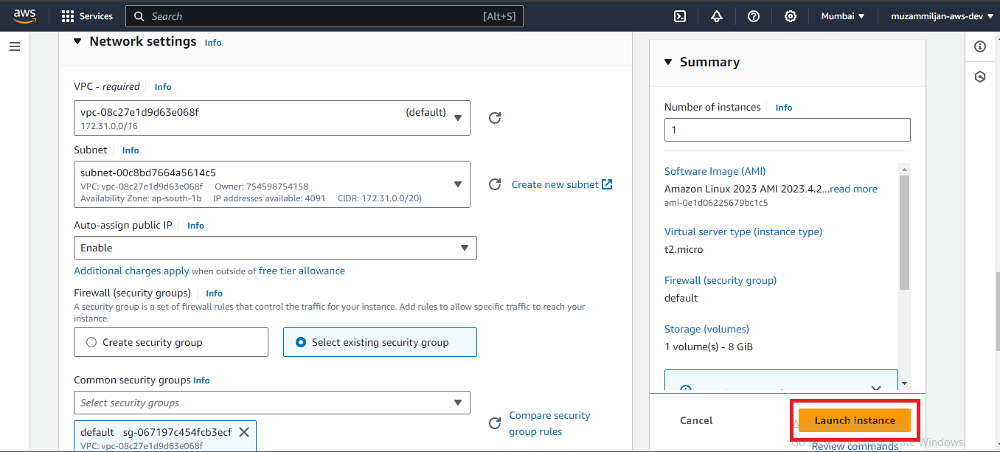 aws
Services
Search
[Alt+S]
Mumbai
muzammiljan-aws-dev
Network settings Info
VPC - required Info
vpc-08c27e1d9d63e068f (default)
172.31.0.0/16
Subnet Info
subnet-00c8bd7664a5614c5
VPC: vpc-08c27e1d9d63e068f Owner: 754598754158
Availability Zone: ap-south-1b IP addresses available: 4091 CIDR: 172.31.0.0/20)
Create new subnet
Auto-assign public IP Info
Enable
Additional charges apply when outside of free tier allowance
Firewall (security groups) Info
A security group is a set of firewall rules that control the traffic for your instance. Add rules to allow specific traffic to reach your
instance.
Create security group
Select existing security group
Common security groups Info
Select security groups
Compare security
group rules
default sg-067197c454fcb3ecf
VPC: vpc-08c27e1d9d63e068f
Summary
Number of instances Info
1
Software Image (AMI)
Amazon Linux 2023 AMI 2023.4.2...read more
ami-0e1d06225679bc1c5
Virtual server type (instance type)
t2.micro
Firewall (security group)
default
Storage (volumes)
1 volume(s) - 8 GiB
Cancel
Launch instance
Review commands
Activate Windows
Go to Settings to activate Windows.